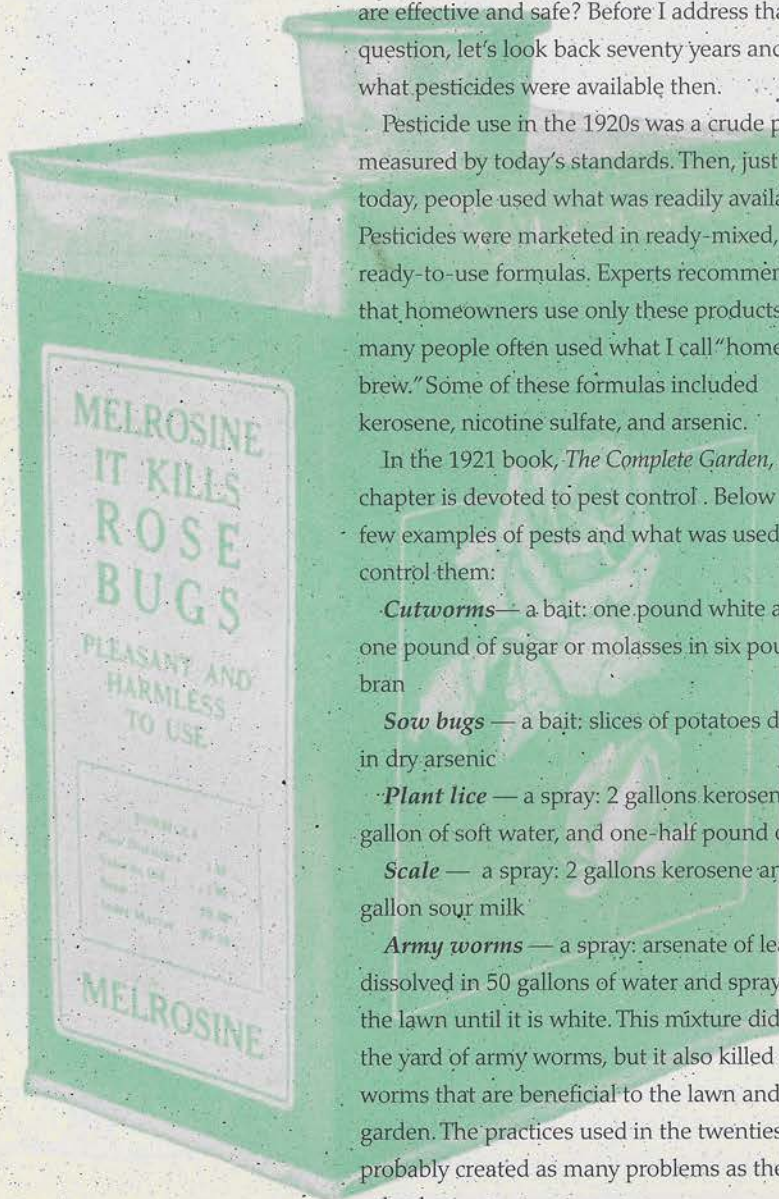 MELROSINE
IT KILLS
ROSE
BUGS
PLEASANT AND
HARMLESS
TO USE
MELROSINE
are effective and safe? Before I address tha
question, let's look back seventy years and
what pesticides were available then.
Pesticide use in the 1920s was a crude p
measured by today's standards. Then, just
today, people used what was readily availa
Pesticides were marketed in ready-mixed,
ready-to-use formulas. Experts recommen
that homeowners use only these products
many people often used what I call "home
brew." Some of these formulas included
kerosene, nicotine sulfate, and arsenic.
In the 1921 book, The Complete Garden,
chapter is devoted to pest control . Below
few examples of pests and what was used
control them:
Cutworms— a bait: one pound white a
one pound of sugar or molasses in six pou
bran
Sow bugs — a bait: slices of potatoes d
in dry arsenic
Plant lice — a spray: 2 gallons kerosen
gallon of soft water, and one-half pound o
Scale — a spray: 2 gallons kerosene an
gallon sour milk
Army worms — a spray: arsenate of lea
dissolved in 50 gallons of water and spray
the lawn until it is white. This mixture did
the yard of army worms, but it also killed
worms that are beneficial to the lawn and
garden. The practices used in the twenties
probably created as many problems as the